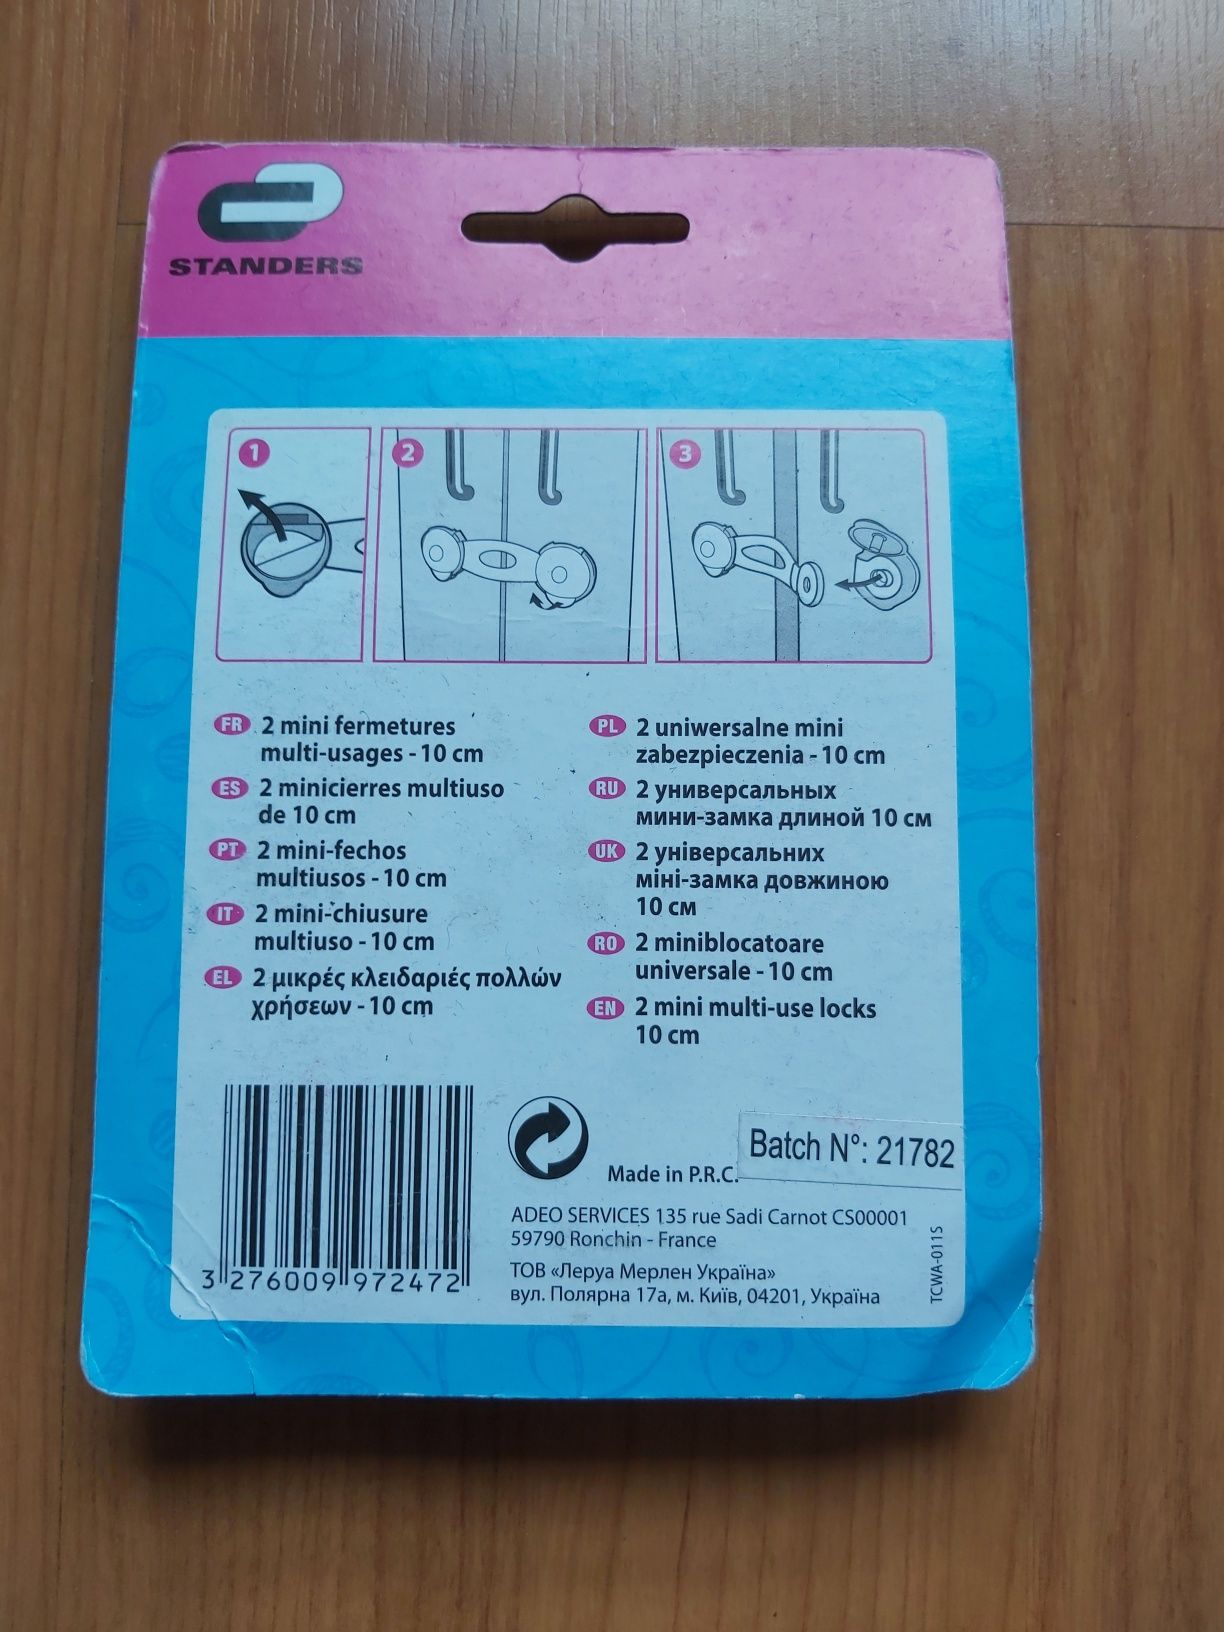 STANDERS
1
2
3
FR 2 mini fermetures
multi-usages - 10 cm
ES 2 minicierres multiuso
de 10 cm
PT 2 mini-fechos
multiusos - 10 cm
IT 2 mini-chiusure
multiuso - 10 cm
EL 2 μικρές κλειδαριές πολλών
χρήσεων - 10 cm
PL 2 uniwersalne mini
zabezpieczenia - 10 cm
RU 2 универсальных
мини-замка длиной 10 см
UK 2 універсальних
міні-замка довжиною
10 см
RO 2 miniblocatoare
universale - 10 cm
EN 2 mini multi-use locks
10 cm
3 276009 972472
Made in P.R.C.
Batch N°: 21782
ADEO SERVICES 135 rue Sadi Carnot CS00001
59790 Ronchin - France
ТОВ «Леруа Мерлен Україна»
вул. Полярна 17а, м. Київ, 04201, Україна
TCWA-0115